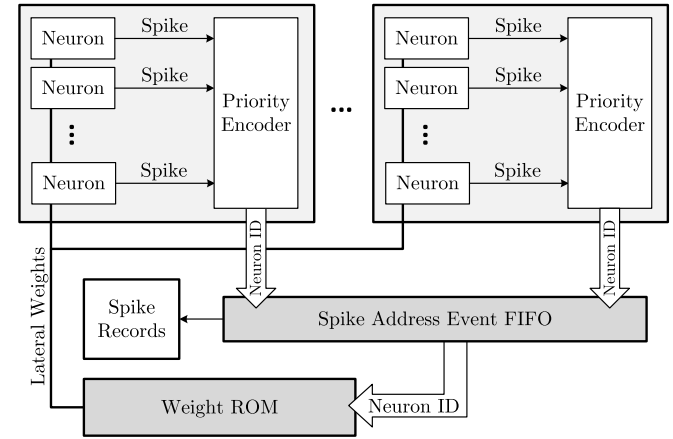 Neuron
Spike
Neuron
Spike
Neuron
Spike
Priority
Encoder
...
Neuron
Spike
Neuron
Spike
Neuron
Spike
Priority
Encoder
Neuron ID
Neuron ID
Lateral Weights
Spike
Records
Spike Address Event FIFO
Weight ROM
Neuron ID